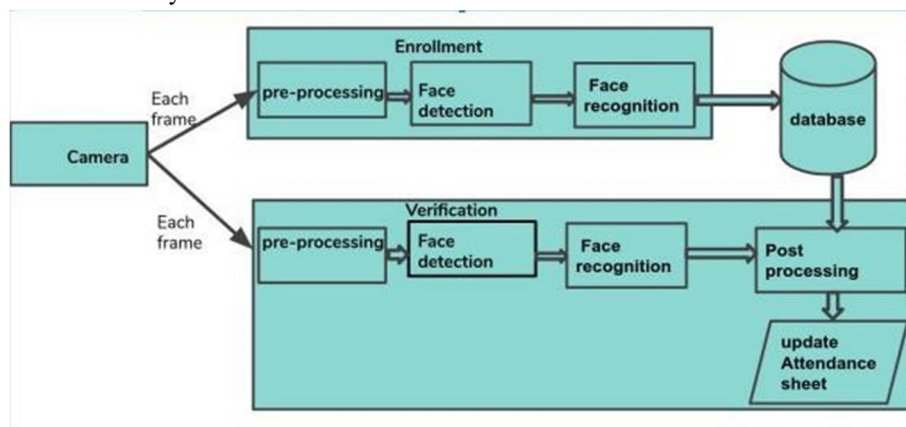 Enrollment
pre-processing
Face
detection
Face
recognition
database
Each
frame
Camera
Each
frame
Verification
pre-processing
Face
detection
Face
recognition
Post
processing
update
Attendance
sheet